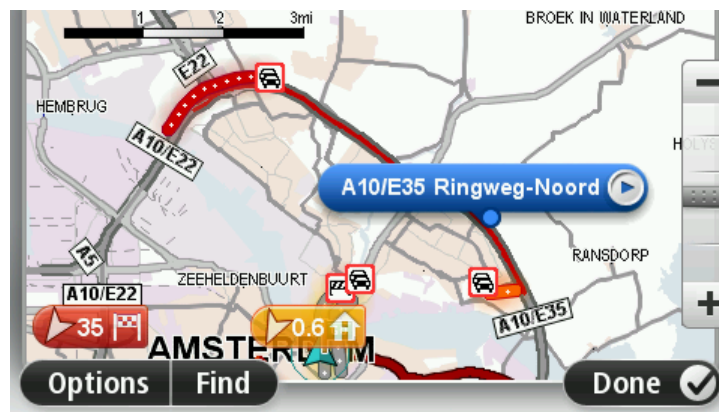 1 2 3mi
BROEK IN WATERLAND
E22
HEMBRUG
A10/E22
HOLYS
A10/E35 Ringweg-Noord
A5
RANSDORP
ZEEHELDENBUURT
A10/E22
A10/E35
35
0.6
AMSTERDAM
Options
Find
Done